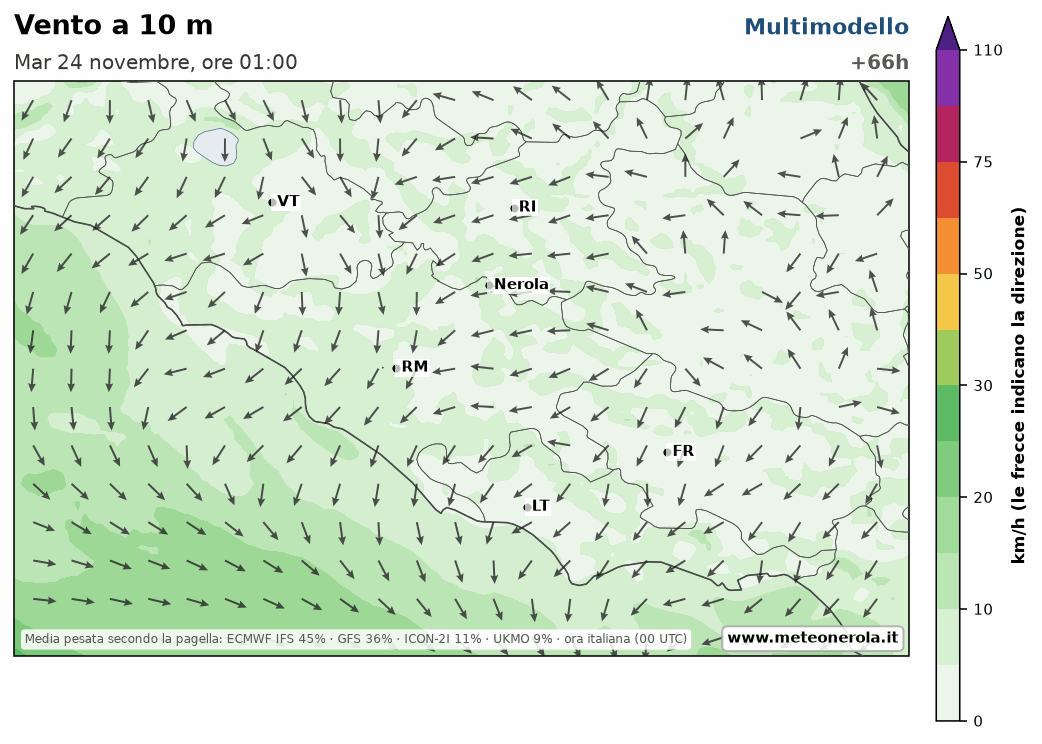 Vento a 10 m
Multimodello
Mar 24 novembre, ore 01:00
+66h
VT
RI
Nerola
RM
FR
LT
Media pesata secondo la pagella: ECMWF IFS 45% · GFS 36% · ICON-2I 11% · UKMO 9% · ora italiana (00 UTC)
www.meteonerola.it
110
75
50
30
20
10
0
km/h (le frecce indicano la direzione)